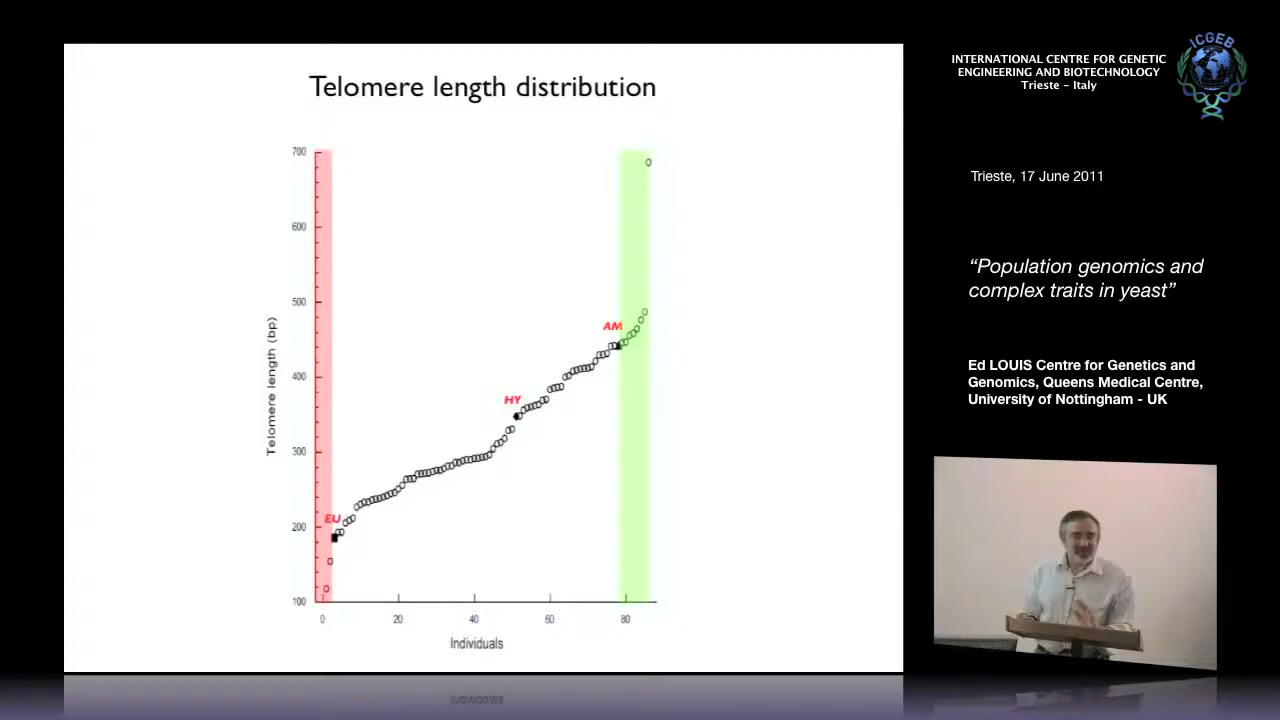 Telomere length distribution
700
600
500
400
300
200
100
Telomere length (bp)
EU
HY
AM
0
20
40
60
80
Individuals
ICGEB
INTERNATIONAL CENTRE FOR GENETIC
ENGINEERING AND BIOTECHNOLOGY
Trieste – Italy
Trieste, 17 June 2011
“Population genomics and
complex traits in yeast”
Ed LOUIS Centre for Genetics and
Genomics, Queens Medical Centre,
University of Nottingham - UK